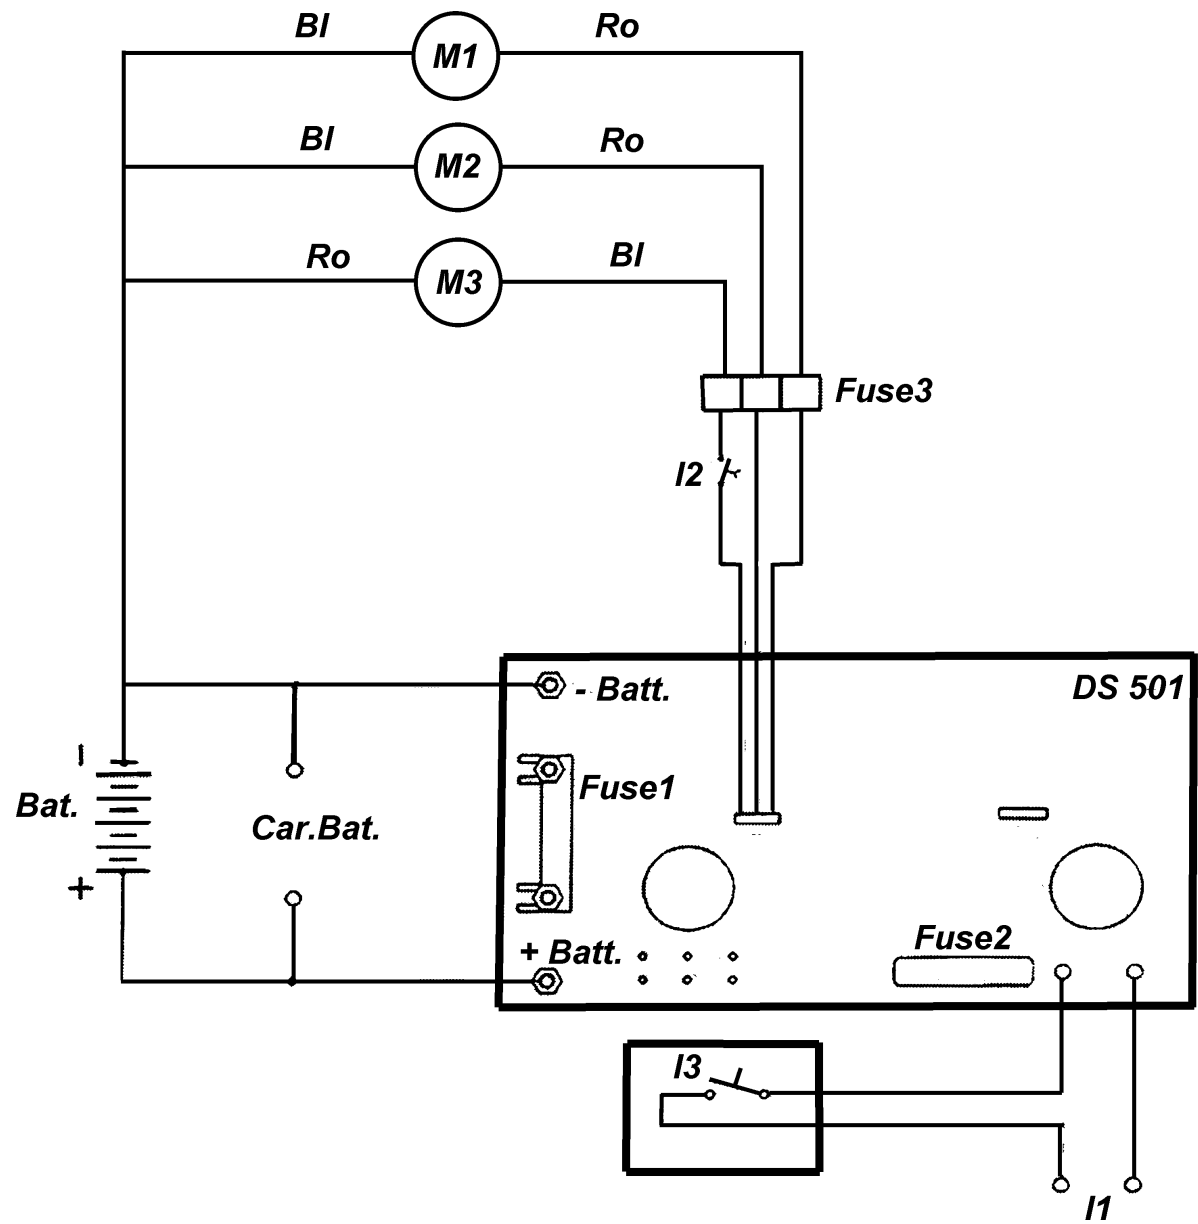 Bl
Ro
M1
Bl
Ro
M2
Ro
Bl
M3
Fuse3
I2
- Batt.
DS 501
-
Bat.
+
Car.Bat.
Fuse1
+ Batt.
Fuse2
I3
I1